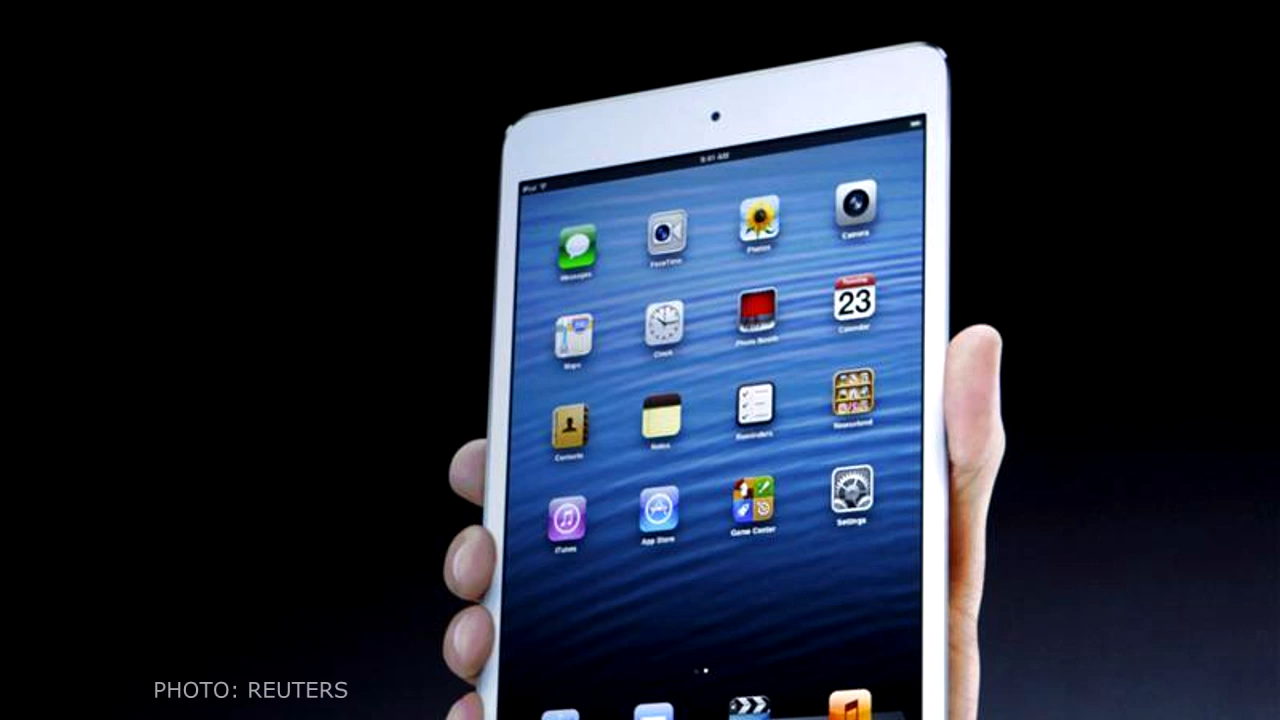 iPad
9:41 AM
Messages
FaceTime
Photos
Camera
Maps
Clock
Photo Booth
Tuesday
23
Calendar
Contacts
Notes
Reminders
Newsstand
iTunes
App Store
Game Center
Settings
PHOTO: REUTERS